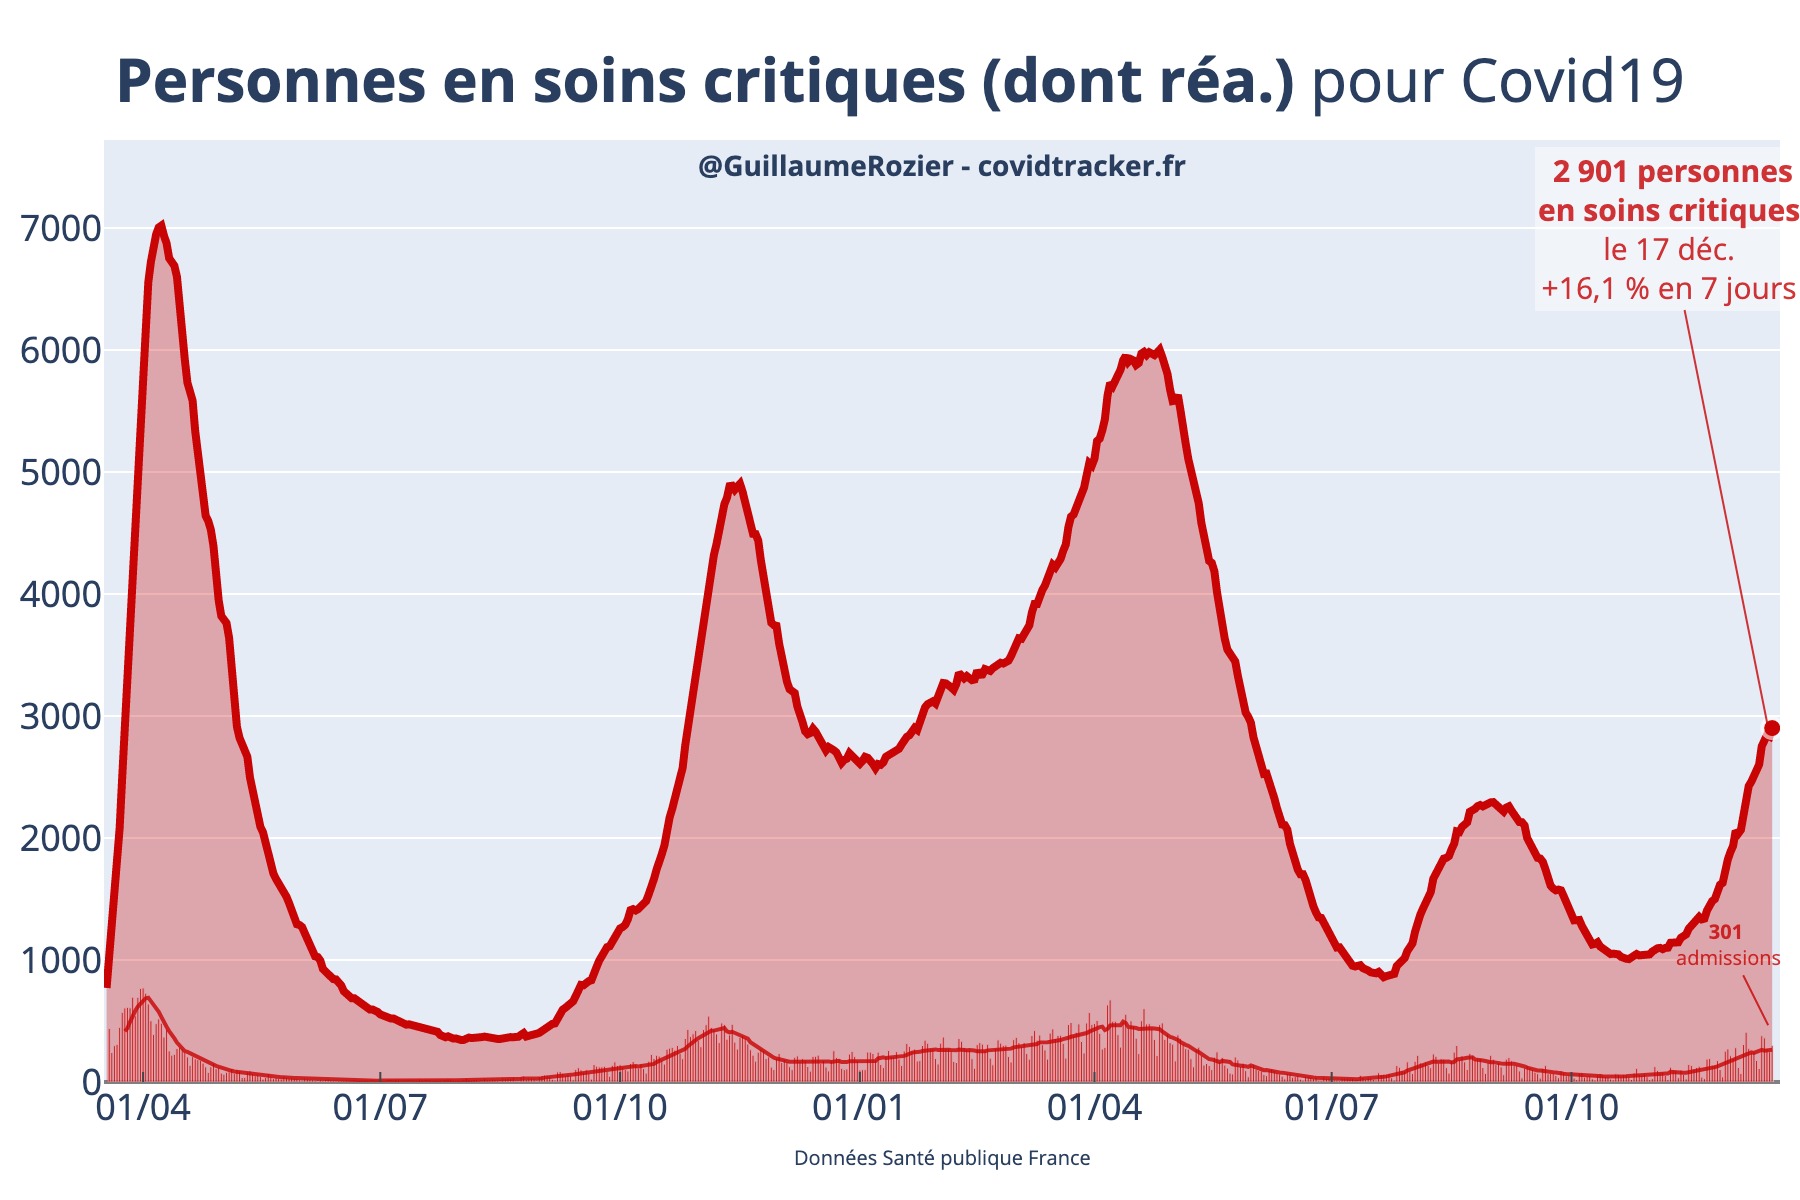 Personnes en soins critiques (dont réa.) pour Covid19
@GuillaumeRozier - covidtracker.fr
2 901 personnes
en soins critiques
le 17 déc.
+16,1 % en 7 jours
7000
6000
5000
4000
3000
2000
1000
0
301
admissions
01/04
01/07
01/10
01/01
01/04
01/07
01/10
Données Santé publique France